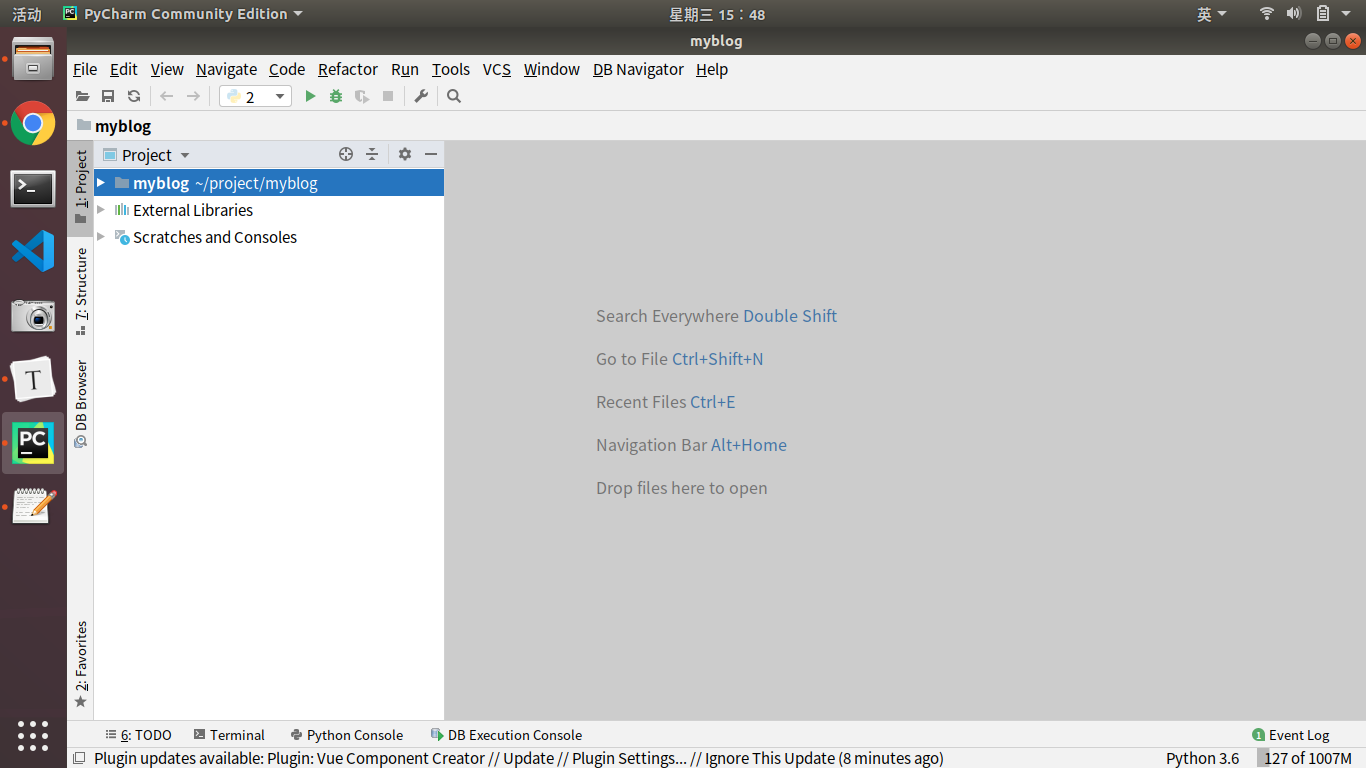 活动 PyCharm Community Edition 星期三 15：48 英
myblog
File Edit View Navigate Code Refactor Run Tools VCS Window DB Navigator Help
2
myblog
Project
myblog ~/project/myblog
External Libraries
Scratches and Consoles
1: Project
7: Structure
DB Browser
2: Favorites
T
PC
Search Everywhere Double Shift
Go to File Ctrl+Shift+N
Recent Files Ctrl+E
Navigation Bar Alt+Home
Drop files here to open
6: TODO Terminal Python Console DB Execution Console 1 Event Log
Plugin updates available: Plugin: Vue Component Creator // Update // Plugin Settings... // Ignore This Update (8 minutes ago) Python 3.6 127 of 1007M